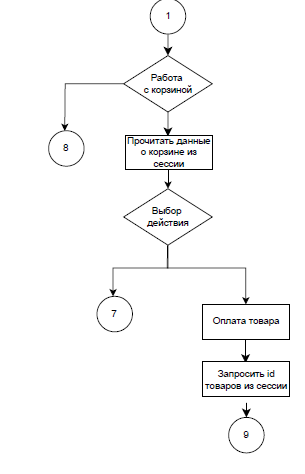 1
Работа
с корзиной
8
Прочитать данные
о корзине из
сессии
Выбор
действия
7
Оплата товара
Запросить id
товаров из сессии
9